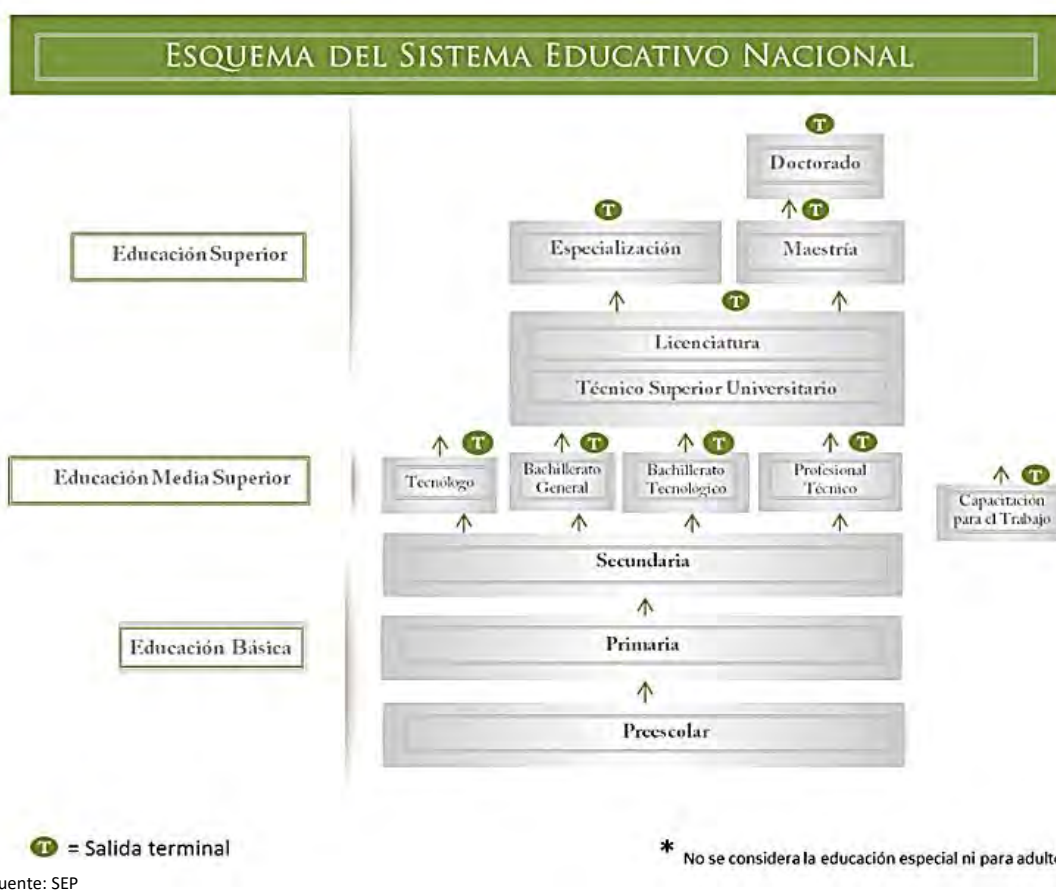 ESQUEMA DEL SISTEMA EDUCATIVO NACIONAL
T
Doctorado
T
T
Educación Superior
Especialización
Maestría
T
Licenciatura
Técnico Superior Universitario
T
T
T
T
Educación Media Superior
Tecnólogo
Bachillerato
General
Bachillerato
Tecnologico
Profesional
Técnico
T
Capacitación
para el Trabajo
Secundaria
Educación Básica
Primaria
Preescolar
T = Salida terminal
* No se considera la educación especial ni para adulto
uente: SEP